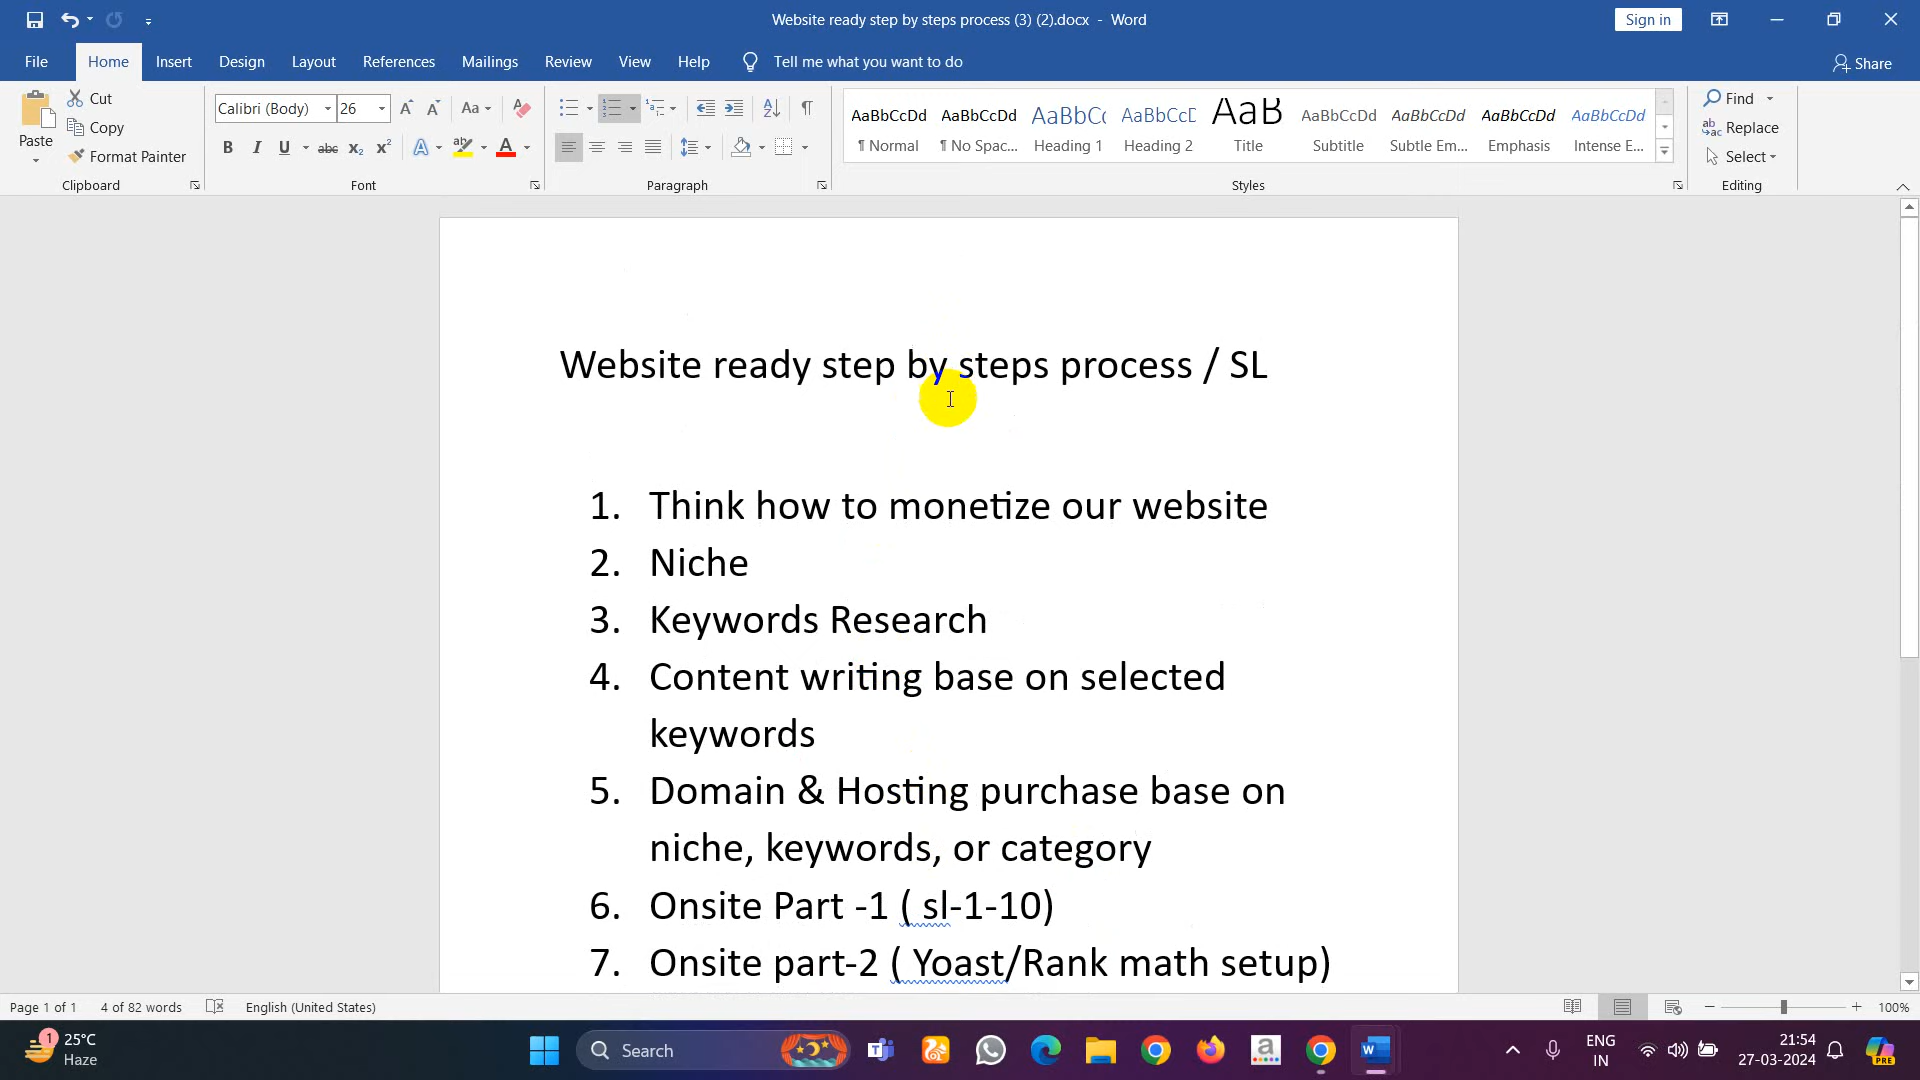 Website ready step by steps process (3) (2).docx - Word
Sign in
File Home Insert Design Layout References Mailings Review View Help Tell me what you want to do
Share
Paste
Cut
Copy
Format Painter
Clipboard
Calibri (Body) 26
Font
Paragraph
AaBbCcDd AaBbCcDd AaBbCc AaBbCcD AaB AaBbCcDd AaBbCcDd AaBbCcDd AaBbCcDd
¶ Normal ¶ No Spac... Heading 1 Heading 2 Title Subtitle Subtle Em... Emphasis Intense E...
Styles
Find
Replace
Select
Editing
Website ready step by steps process / SL
1. Think how to monetize our website
2. Niche
3. Keywords Research
4. Content writing base on selected
keywords
5. Domain & Hosting purchase base on
niche, keywords, or category
6. Onsite Part -1 ( sl-1-10)
7. Onsite part-2 ( Yoast/Rank math setup)
Page 1 of 1 4 of 82 words English (United States)
100%
1
25°C
Haze
Search
ENG
IN
21:54
27-03-2024
PRE